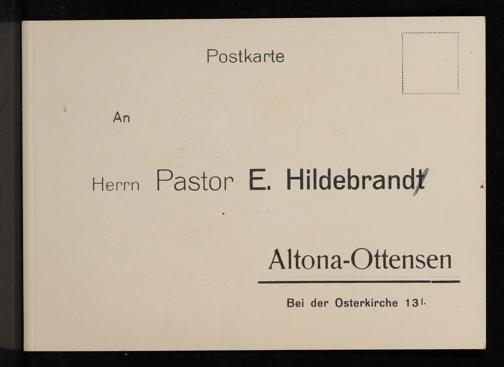 Postkarte
An
Herrn Pastor E. Hildebrandt
Altona-Ottensen
Bei der Osterkirche 13 I.